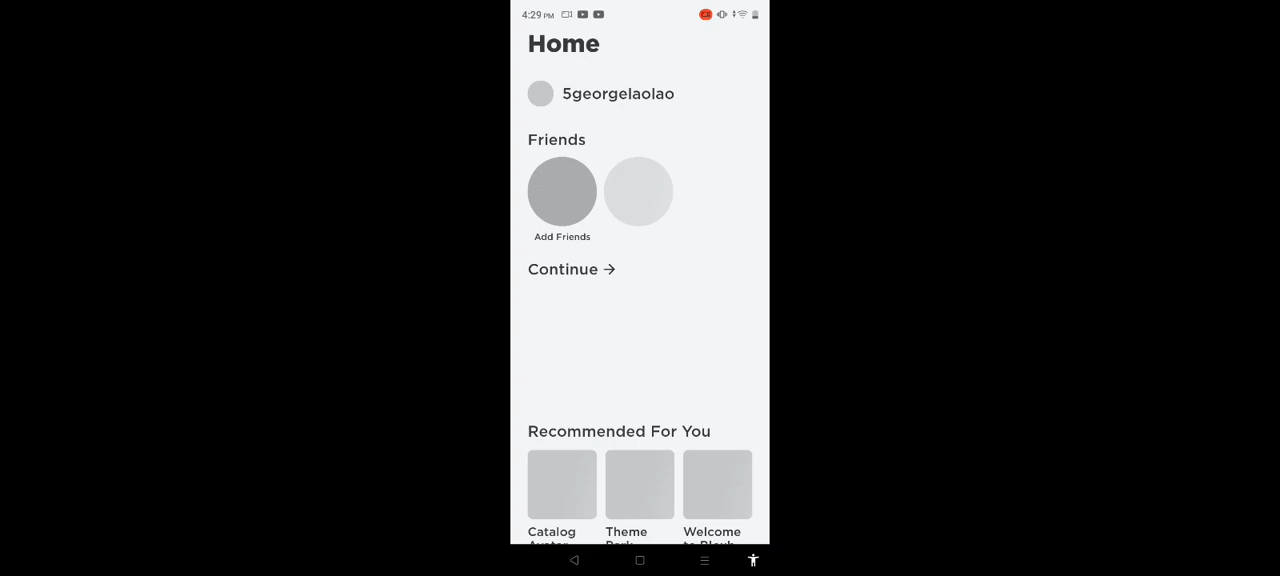 4:29 PM
Home
5georgelaolao
Friends
Add Friends
Continue →
Recommended For You
Catalog Theme Welcome